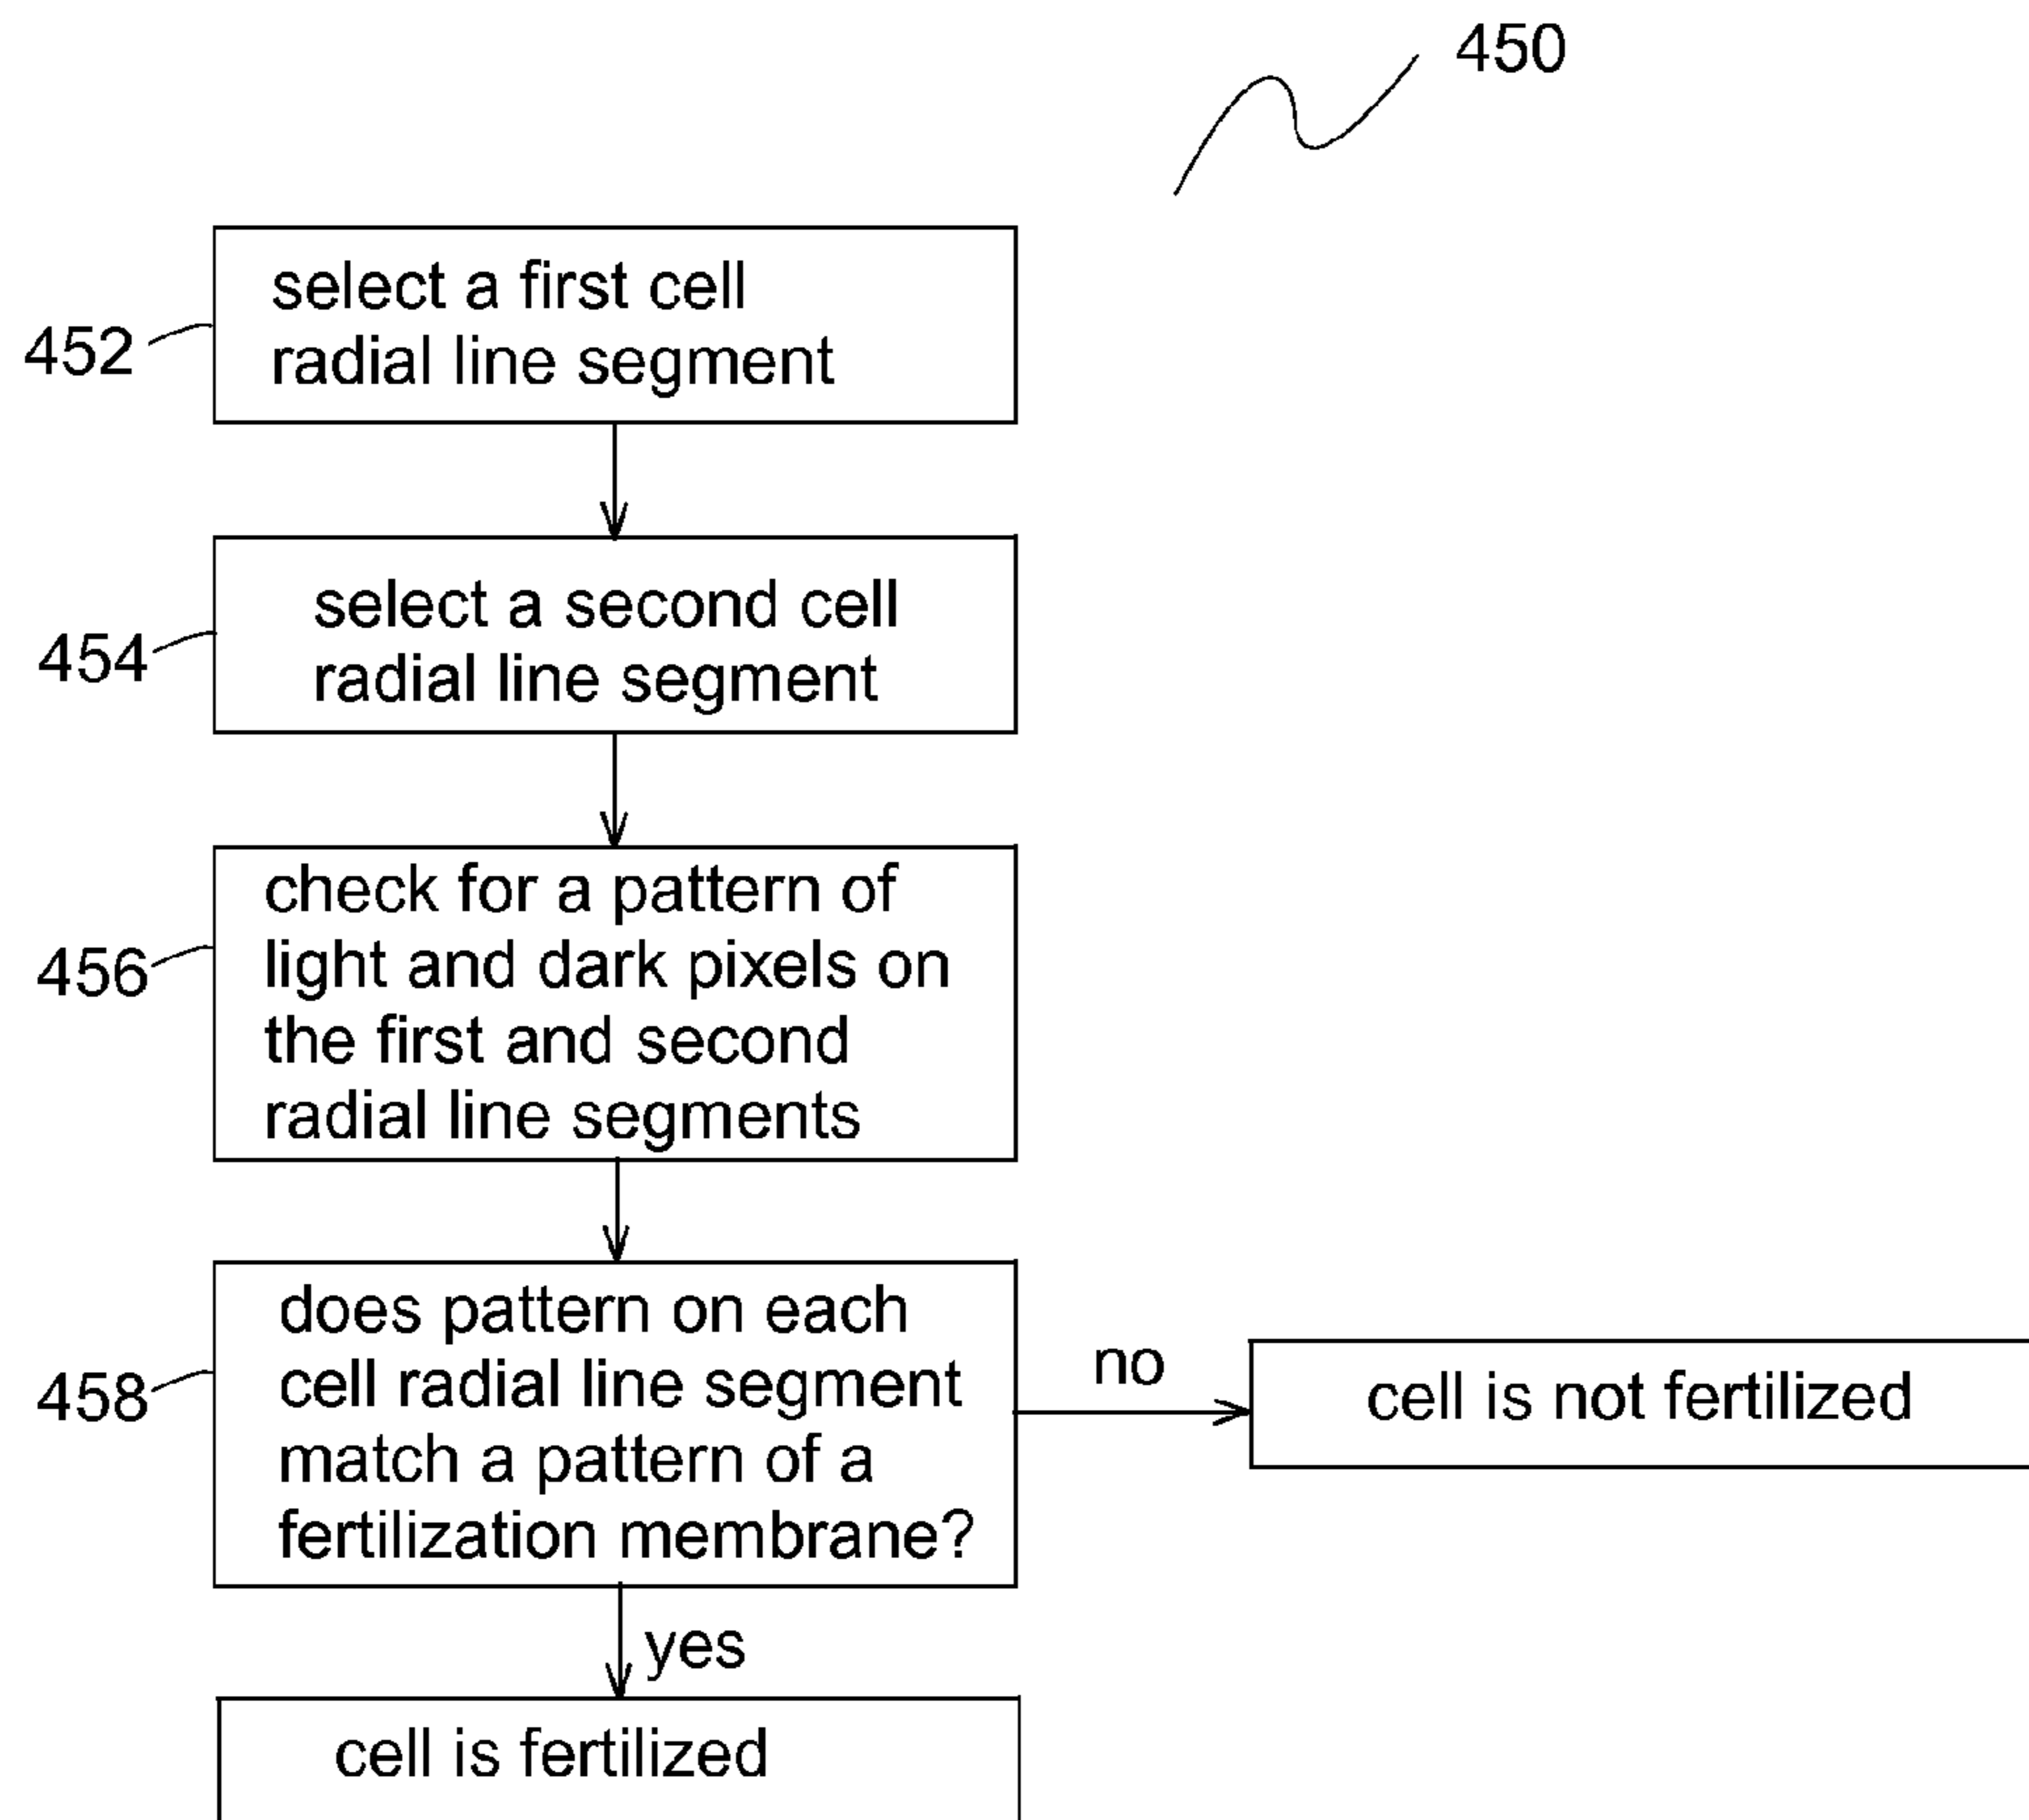 450
select a first cell
radial line segment
452
select a second cell
radial line segment
454
check for a pattern of
light and dark pixels on
the first and second
radial line segments
456
does pattern on each
cell radial line segment
match a pattern of a
fertilization membrane?
458
no
cell is not fertilized
yes
cell is fertilized